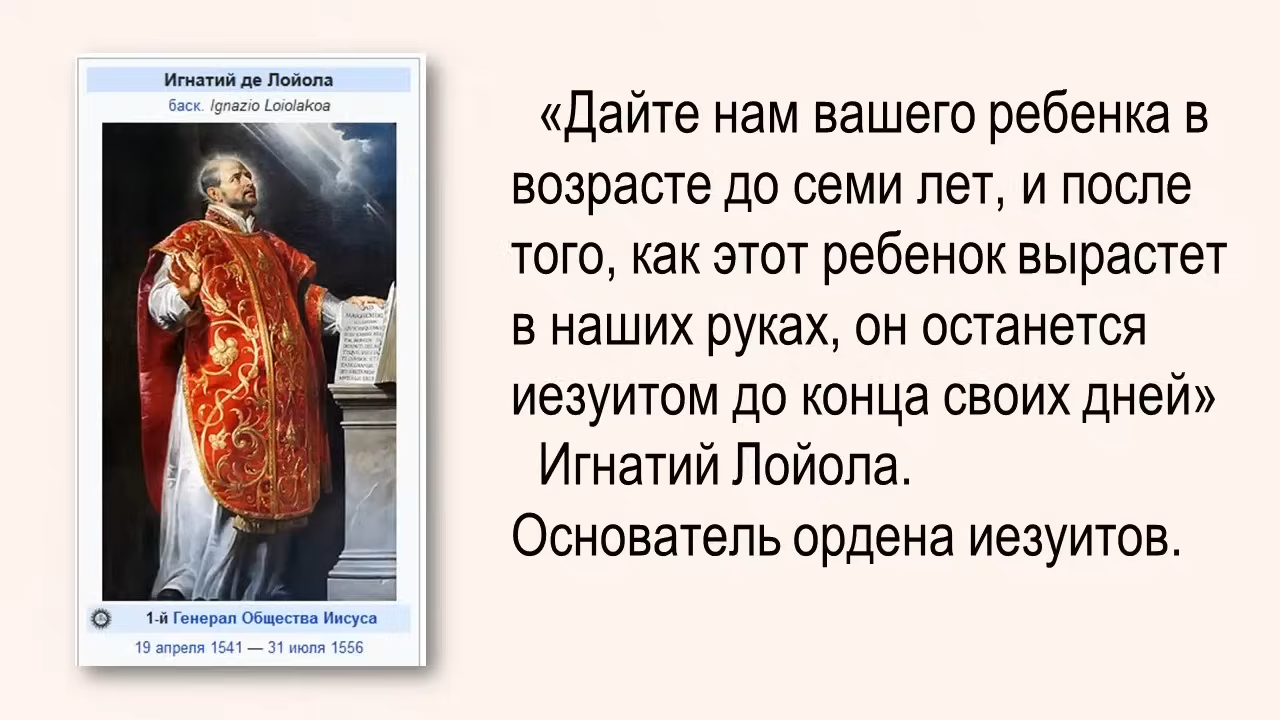 Игнатий де Лойола
баск. Ignazio Loiolakoa
1-й Генерал Общества Иисуса
19 апреля 1541 — 31 июля 1556
«Дайте нам вашего ребенка в
возрасте до семи лет, и после
того, как этот ребенок вырастет
в наших руках, он останется
иезуитом до конца своих дней»
Игнатий Лойола.
Основатель ордена иезуитов.